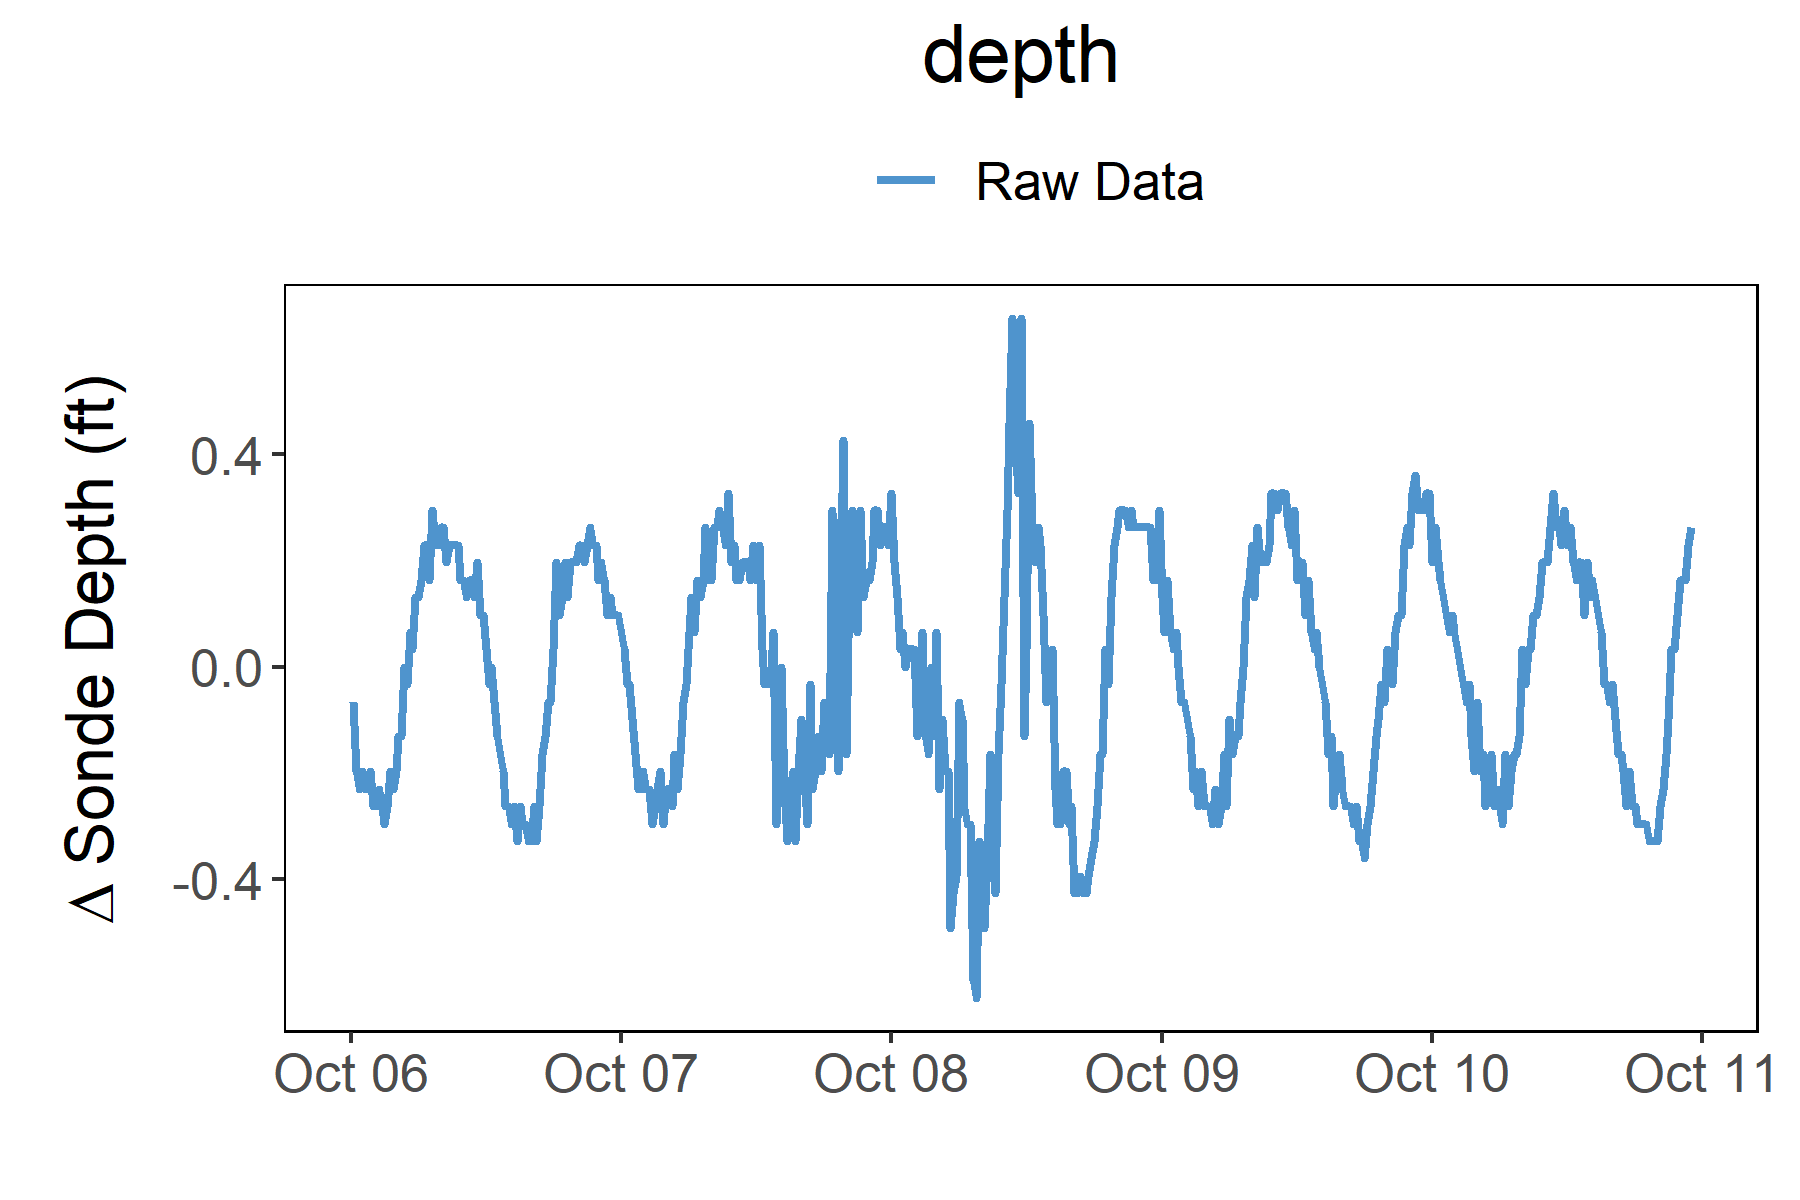 depth
Raw Data
Δ Sonde Depth (ft)
0.4
0.0
-0.4
Oct 06
Oct 07
Oct 08
Oct 09
Oct 10
Oct 11